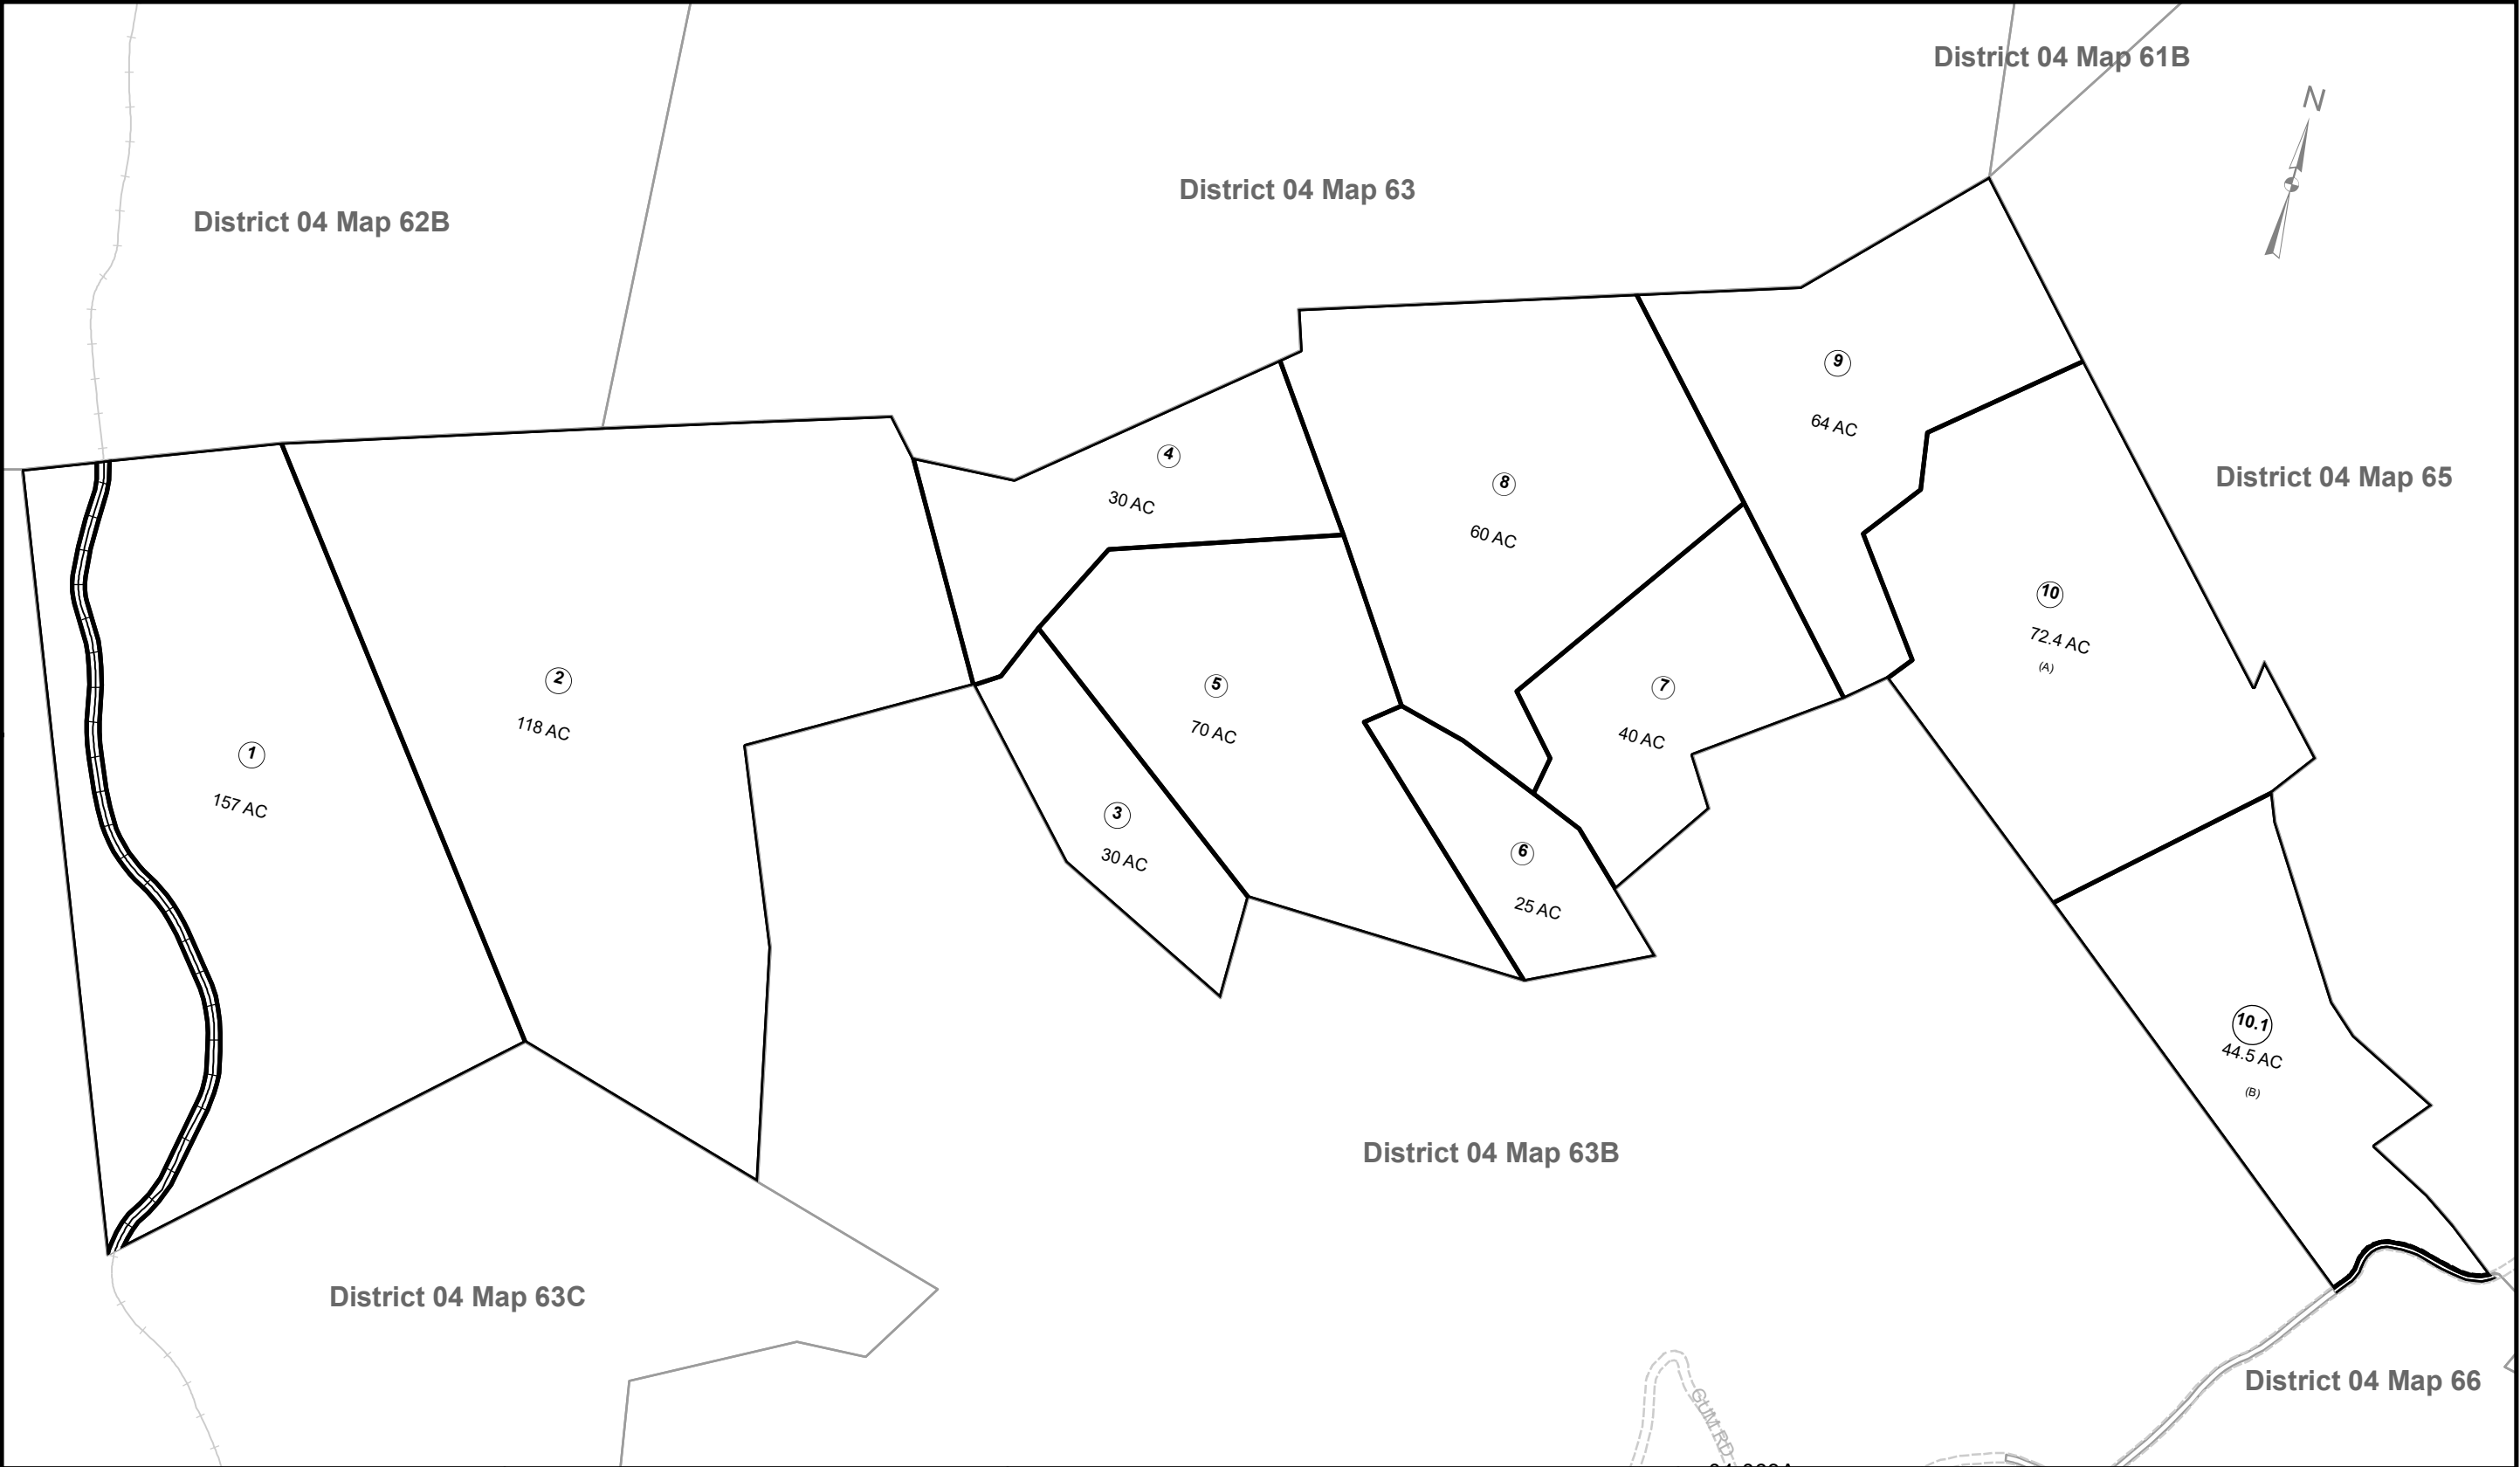 District 04 Map 61B
N
District 04 Map 63
District 04 Map 62B
9
64 AC
4
30 AC
District 04 Map 65
8
60 AC
10
72.4 AC
(A)
2
118 AC
5
70 AC
7
40 AC
1
157 AC
3
30 AC
6
25 AC
10.1
44.5 AC
(B)
District 04 Map 63B
District 04 Map 63C
District 04 Map 66
GUM RD